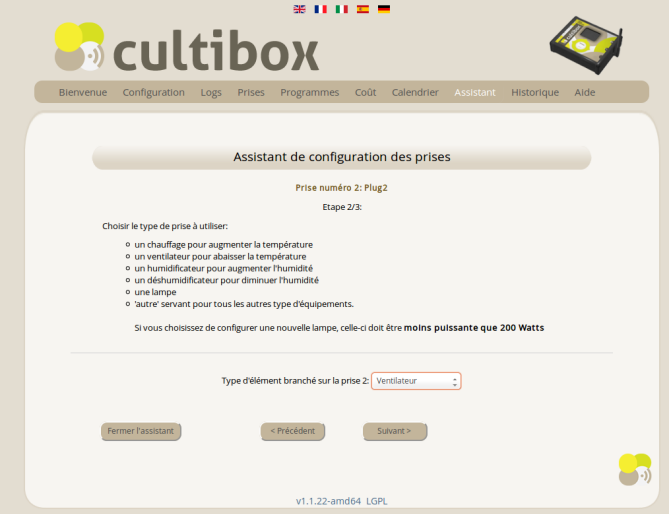 cultibox
Bienvenue Configuration Logs Prises Programmes Coût Calendrier Assistant Historique Aide
Assistant de configuration des prises
Prise numéro 2: Plug2
Etape 2/3:
Choisir le type de prise à utiliser:
un chauffage pour augmenter la température
un ventilateur pour abaisser la température
un humidificateur pour augmenter l'humidité
un déshumidificateur pour diminuer l'humidité
une lampe
'autre' servant pour tous les autres type d'équipements.
Si vous choisissez de configurer une nouvelle lampe, celle-ci doit être moins puissante que 200 Watts
Type d'élément branché sur la prise 2: Ventilateur
Fermer l'assistant < Précédent Suivant >
v1.1.22-amd64 LGPL